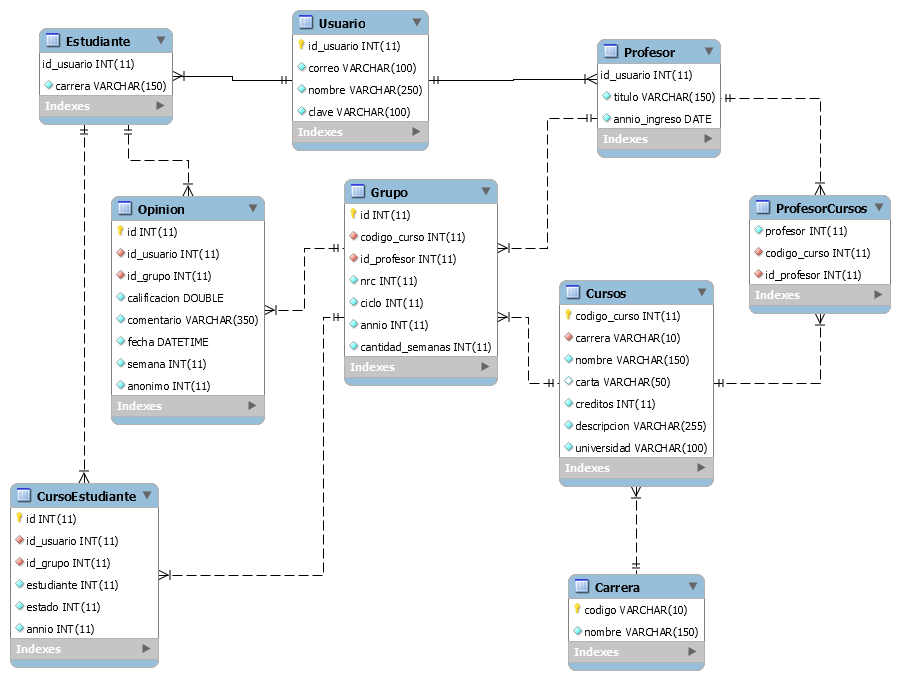 Estudiante
id_usuario INT(11)
carrera VARCHAR(150)
Indexes
Usuario
id_usuario INT(11)
correo VARCHAR(100)
nombre VARCHAR(250)
clave VARCHAR(100)
Indexes
Profesor
id_usuario INT(11)
titulo VARCHAR(150)
annio_ingreso DATE
Indexes
Opinion
id INT(11)
id_usuario INT(11)
id_grupo INT(11)
calificacion DOUBLE
comentario VARCHAR(350)
fecha DATETIME
semana INT(11)
anonimo INT(11)
Indexes
Grupo
id INT(11)
codigo_curso INT(11)
id_profesor INT(11)
nrc INT(11)
ciclo INT(11)
annio INT(11)
cantidad_semanas INT(11)
Indexes
ProfesorCursos
profesor INT(11)
codigo_curso INT(11)
id_profesor INT(11)
Indexes
Cursos
codigo_curso INT(11)
carrera VARCHAR(10)
nombre VARCHAR(150)
carta VARCHAR(50)
creditos INT(11)
descripcion VARCHAR(255)
universidad VARCHAR(100)
Indexes
CursoEstudiante
id INT(11)
id_usuario INT(11)
id_grupo INT(11)
estudiante INT(11)
estado INT(11)
annio INT(11)
Indexes
Carrera
codigo VARCHAR(10)
nombre VARCHAR(150)
Indexes